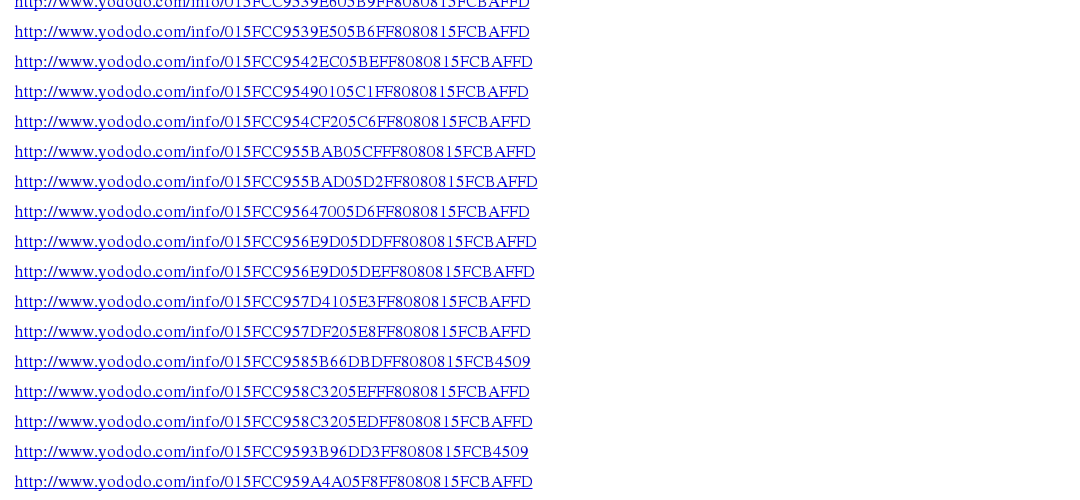 http://www.yododo.com/info/015FCC9539E605B9FF8080815FCBAFFD
http://www.yododo.com/info/015FCC9539E505B6FF8080815FCBAFFD
http://www.yododo.com/info/015FCC9542EC05BEFF8080815FCBAFFD
http://www.yododo.com/info/015FCC95490105C1FF8080815FCBAFFD
http://www.yododo.com/info/015FCC954CF205C6FF8080815FCBAFFD
http://www.yododo.com/info/015FCC955BAB05CFFF8080815FCBAFFD
http://www.yododo.com/info/015FCC955BAD05D2FF8080815FCBAFFD
http://www.yododo.com/info/015FCC95647005D6FF8080815FCBAFFD
http://www.yododo.com/info/015FCC956E9D05DDFF8080815FCBAFFD
http://www.yododo.com/info/015FCC956E9D05DEFF8080815FCBAFFD
http://www.yododo.com/info/015FCC957D4105E3FF8080815FCBAFFD
http://www.yododo.com/info/015FCC957DF205E8FF8080815FCBAFFD
http://www.yododo.com/info/015FCC9585B66DBDFF8080815FCB4509
http://www.yododo.com/info/015FCC958C3205EFFF8080815FCBAFFD
http://www.yododo.com/info/015FCC958C3205EDFF8080815FCBAFFD
http://www.yododo.com/info/015FCC9593B96DD3FF8080815FCB4509
http://www.yododo.com/info/015FCC959A4A05F8FF8080815FCBAFFD